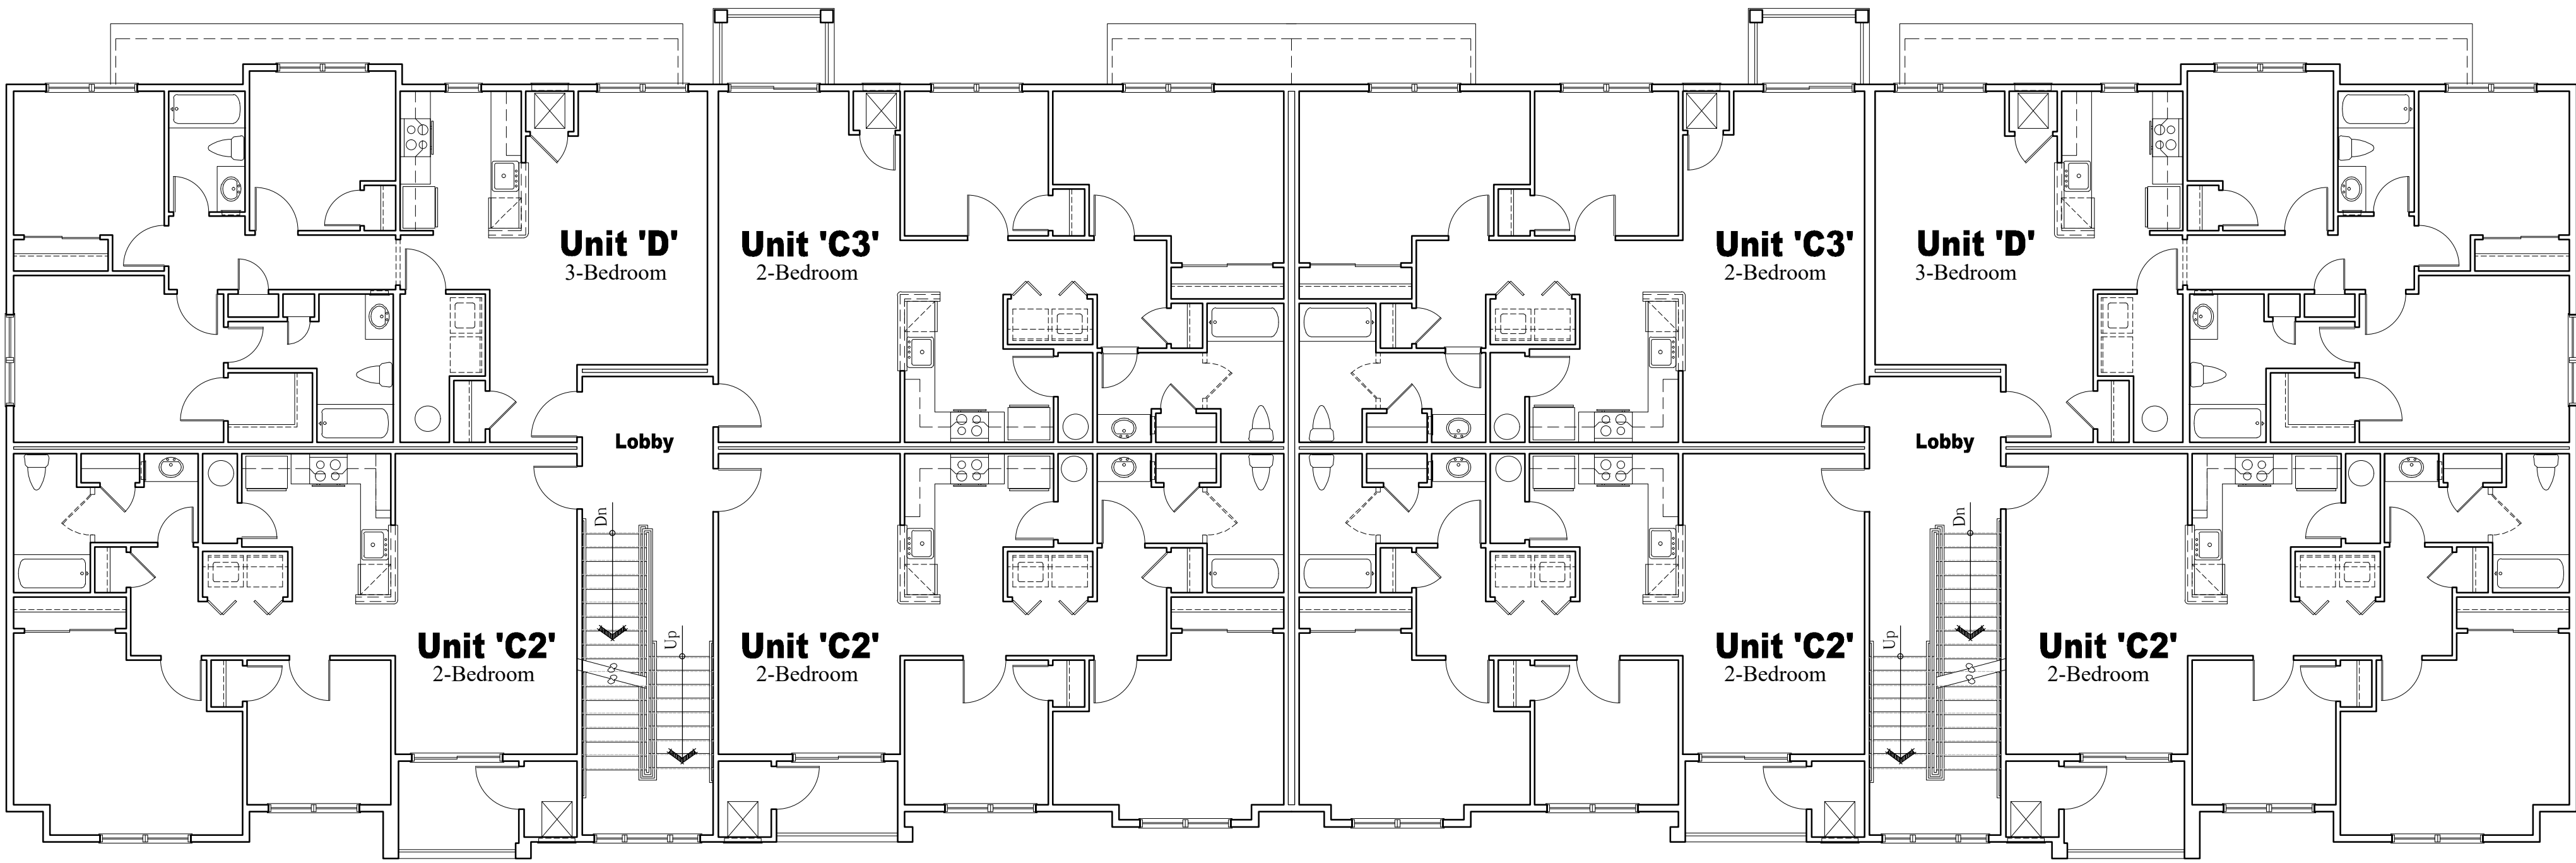 Unit 'D'
3-Bedroom
Unit 'C3'
2-Bedroom
Unit 'C3'
2-Bedroom
Unit 'D'
3-Bedroom
Lobby
Lobby
Dn
Up
Dn
Up
Unit 'C2'
2-Bedroom
Unit 'C2'
2-Bedroom
Unit 'C2'
2-Bedroom
Unit 'C2'
2-Bedroom